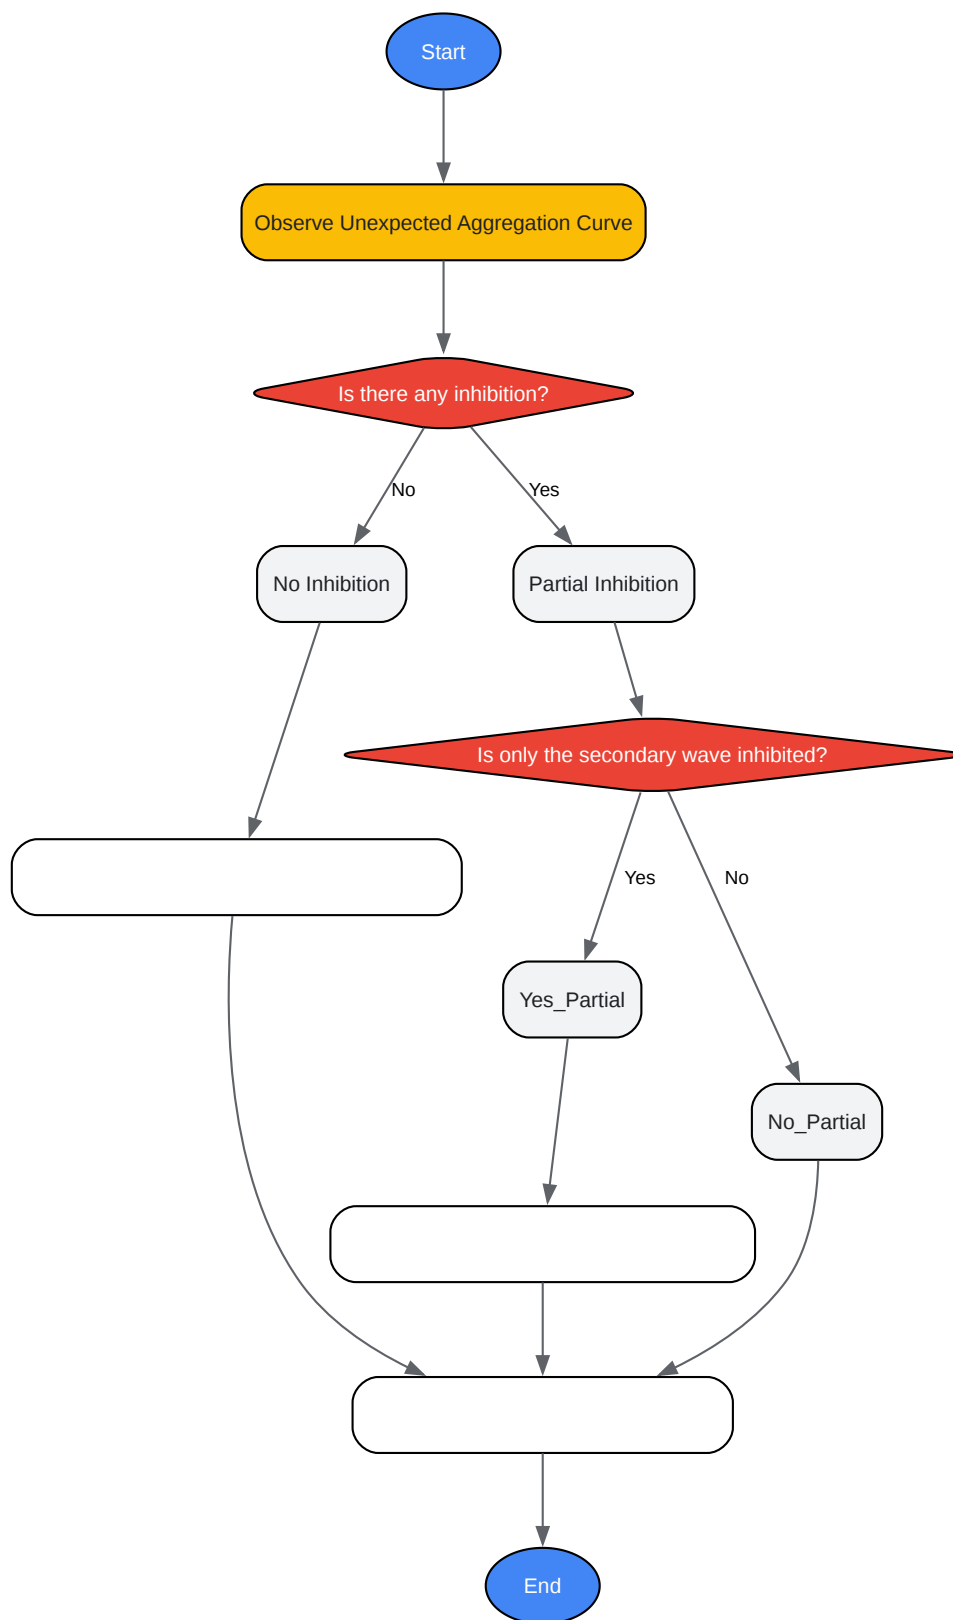 Start
Observe Unexpected Aggregation Curve
Is there any inhibition?
No
Yes
No Inhibition
Partial Inhibition
Is only the secondary wave inhibited?
Yes
No
Yes_Partial
No_Partial
End